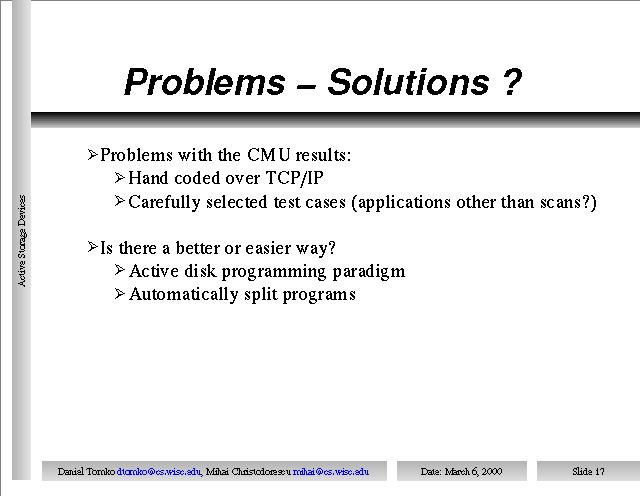 Problems – Solutions ?
Active Storage Devices
➢Problems with the CMU results:
➢Hand coded over TCP/IP
➢Carefully selected test cases (applications other than scans?)
➢Is there a better or easier way?
➢Active disk programming paradigm
➢Automatically split programs
Daniel Tomko dtomko@cs.wisc.edu, Mihai Christodorescu mihai@cs.wisc.edu
Date: March 6, 2000
Slide 17